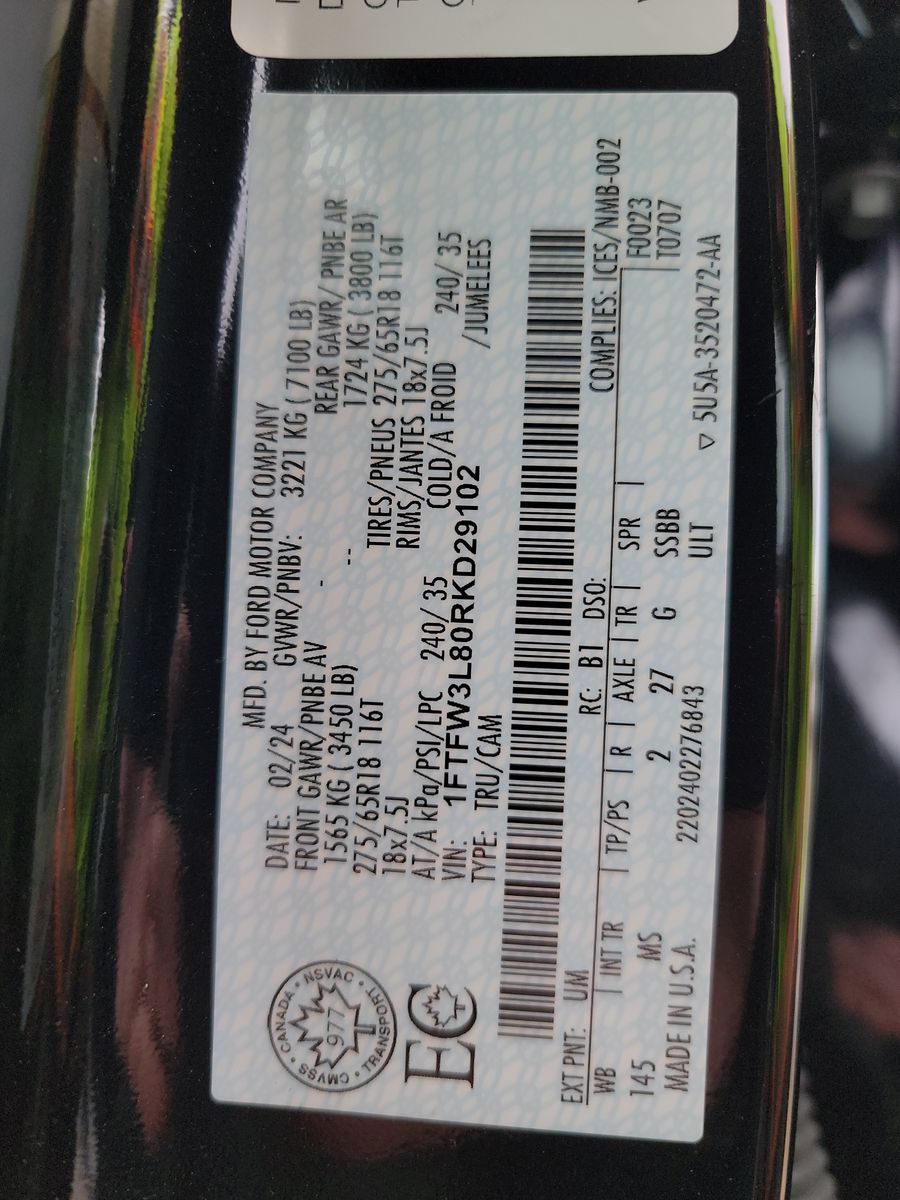 MFD. BY FORD MOTOR COMPANY
DATE: 02/24 GVWR/PNBV: 3221 KG ( 7100 LB)
FRONT GAWR/PNBE AV - REAR GAWR/ PNBE AR
1565 KG ( 3450 LB) -- 1724 KG ( 3800 LB)
275/65R18 116T TIRES/PNEUS 275/65R18 116T
18x7.5J RIMS/JANTES 18x7.5J
AT/A kPa/PSI/LPC 240/ 35 COLD/A FROID 240/ 35
VIN: 1FTFW3L80RKD29102 /JUMELEES
TYPE: TRU/CAM
CANADA • NSVAC • TRANSPORT • CMVSS •
977
EC
EXT PNT: UM RC: B1 DSO: COMPLIES: ICES/NMB-002
WB | INT TR | TP/PS | R | AXLE | TR | SPR | F0023
145 MS 2 27 G SSBB T0707
MADE IN U.S.A. 2202402276843 ULT ▽ 5U5A-3520472-AA